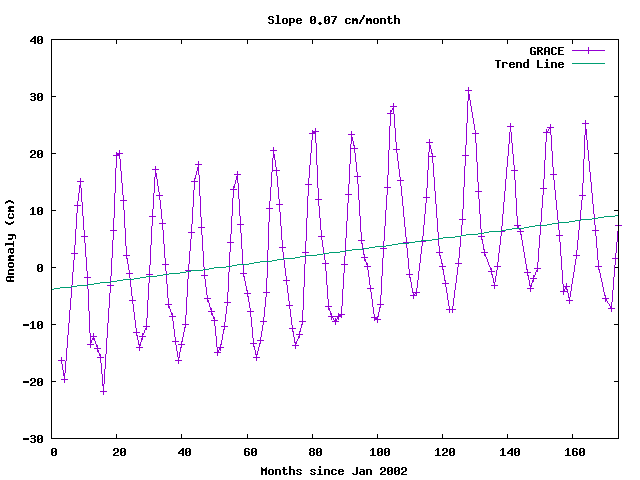 Slope 0.07 cm/month
40
30
20
10
0
-10
-20
-30
Anomaly (cm)
GRACE
Trend Line
0 20 40 60 80 100 120 140 160
Months since Jan 2002